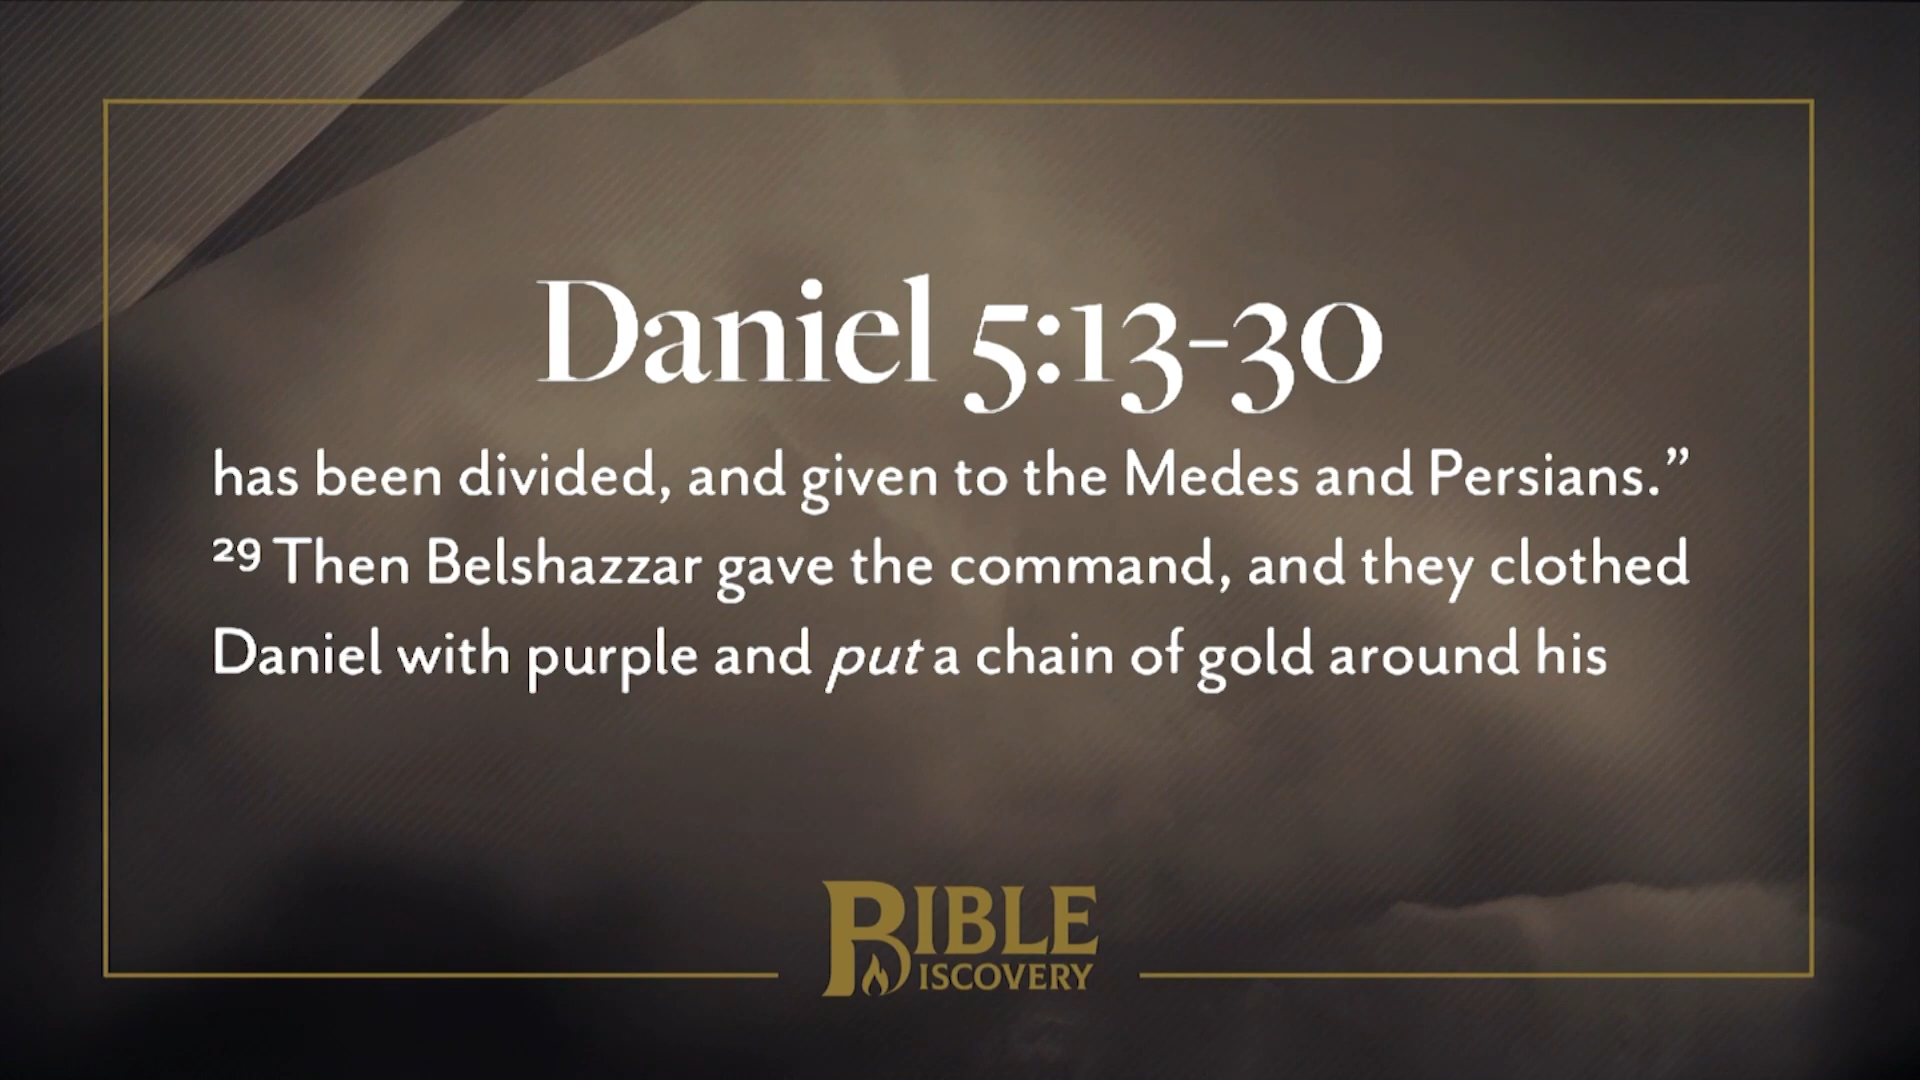 Daniel 5:13-30
has been divided, and given to the Medes and Persians.”
²⁹ Then Belshazzar gave the command, and they clothed
Daniel with purple and put a chain of gold around his
BIBLE
DISCOVERY